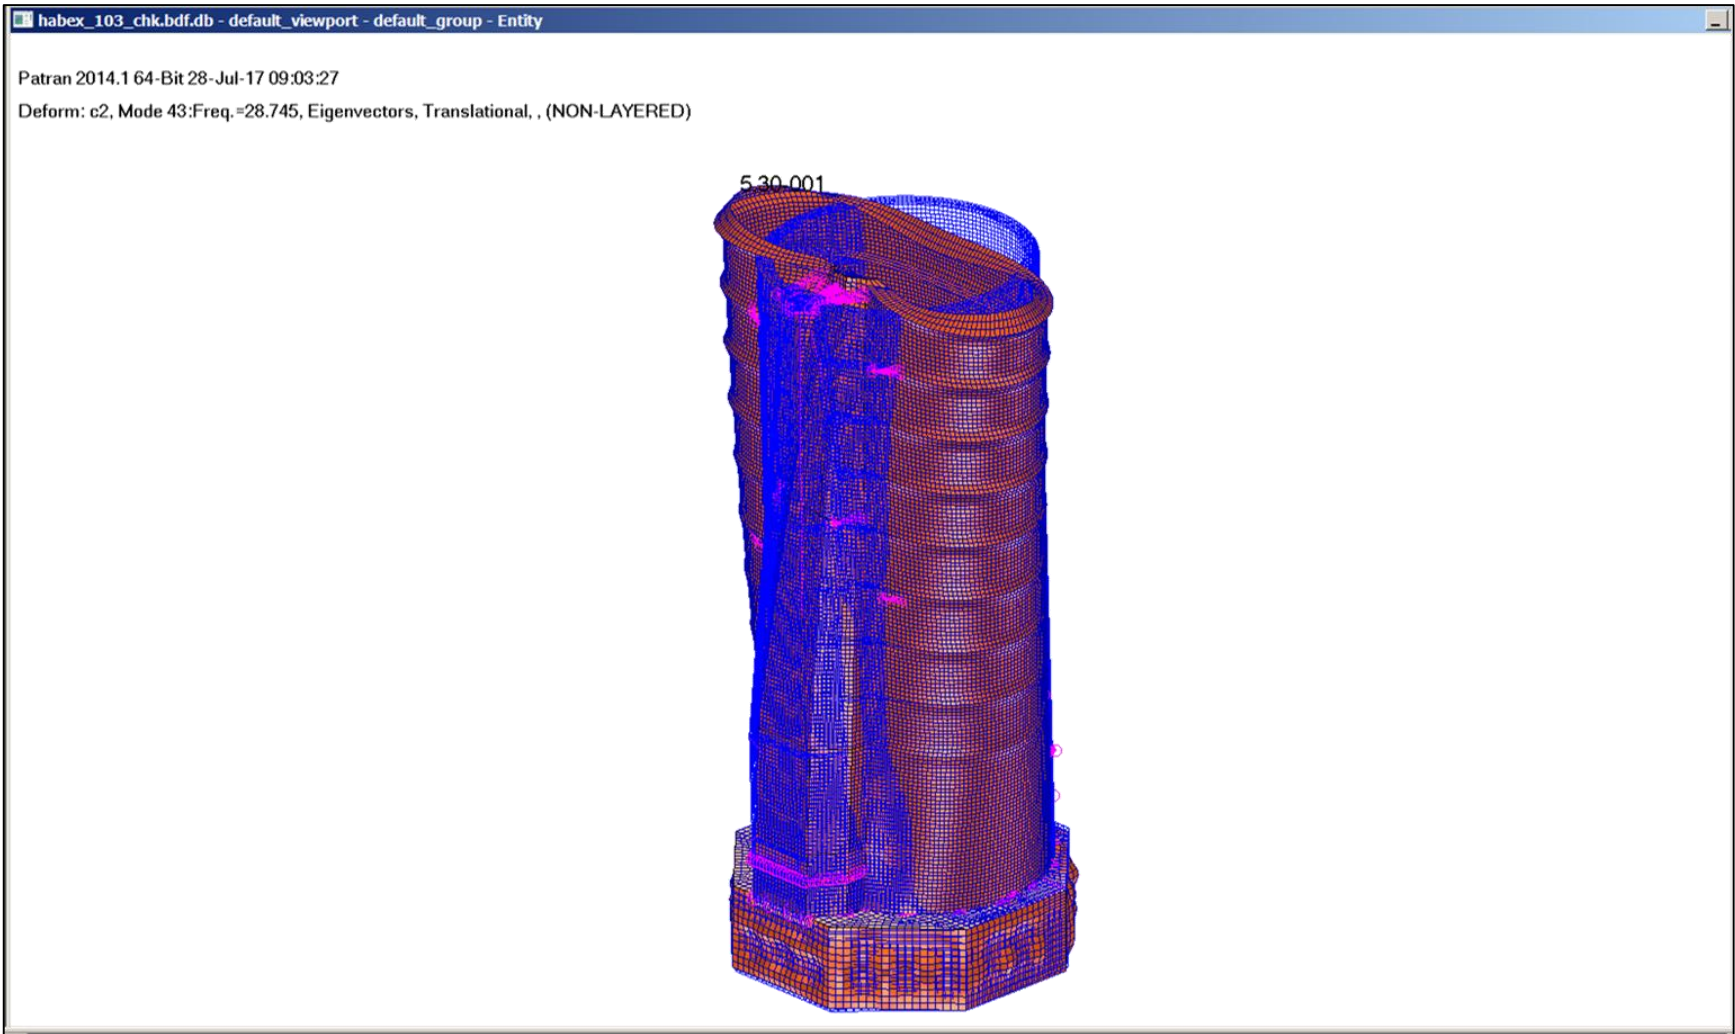 habex_103_chk.bdf.db - default_viewport - default_group - Entity
Patran 2014.1 64-Bit 28-Jul-17 09:03:27
Deform: c2, Mode 43:Freq.=28.745, Eigenvectors, Translational, , (NON-LAYERED)
5.30-001